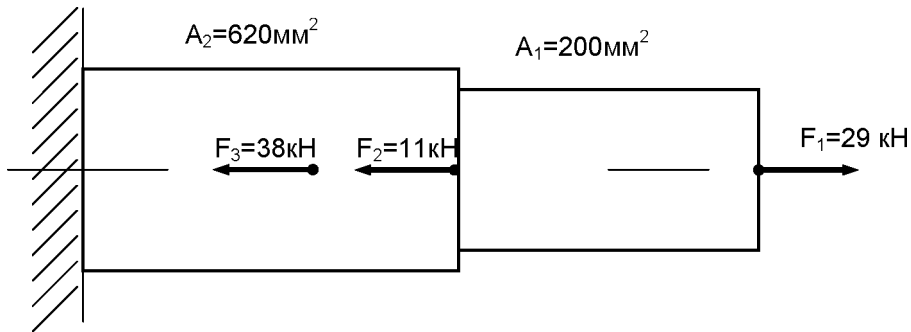 A₂=620мм²
A₁=200мм²
F₃=38кН
F₂=11кН
F₁=29 кН